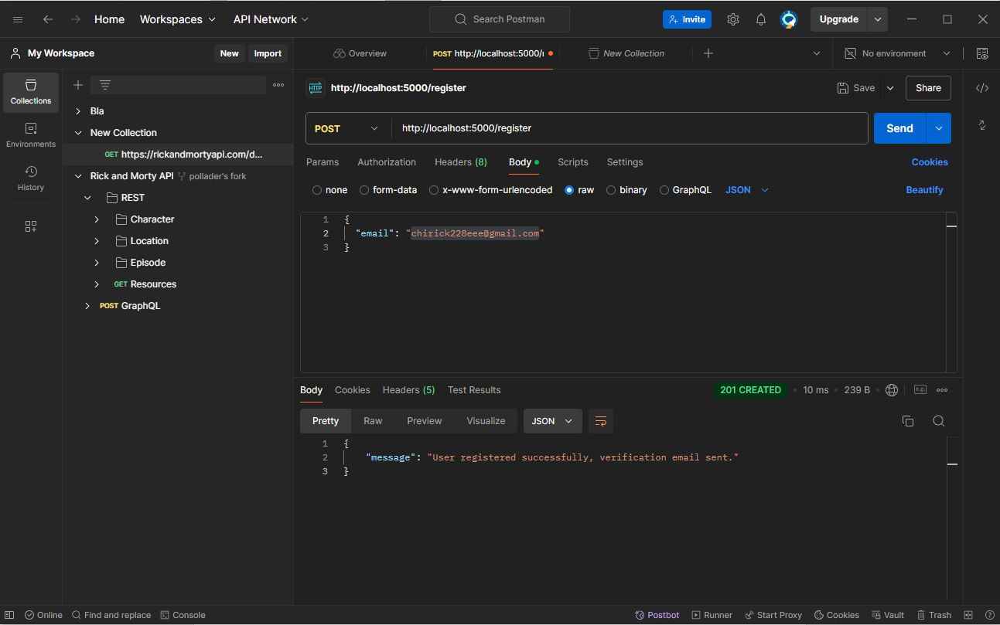 Home Workspaces API Network Search Postman Invite Upgrade
My Workspace New Import Overview POST http://localhost:5000/r New Collection No environment
Collections
Environments
History
Bla
New Collection
GET https://rickandmortyapi.com/d...
Rick and Morty API pollader's fork
REST
Character
Location
Episode
GET Resources
POST GraphQL
HTTP http://localhost:5000/register Save Share
POST http://localhost:5000/register Send
Params Authorization Headers (8) Body Scripts Settings Cookies
none form-data x-www-form-urlencoded raw binary GraphQL JSON Beautify
1 {
2 "email": "chirick228eee@gmail.com"
3 }
Body Cookies Headers (5) Test Results 201 CREATED 10 ms 239 B e.g.
Pretty Raw Preview Visualize JSON
1 {
2 "message": "User registered successfully, verification email sent."
3 }
Online Find and replace Console Postbot Runner Start Proxy Cookies Vault Trash